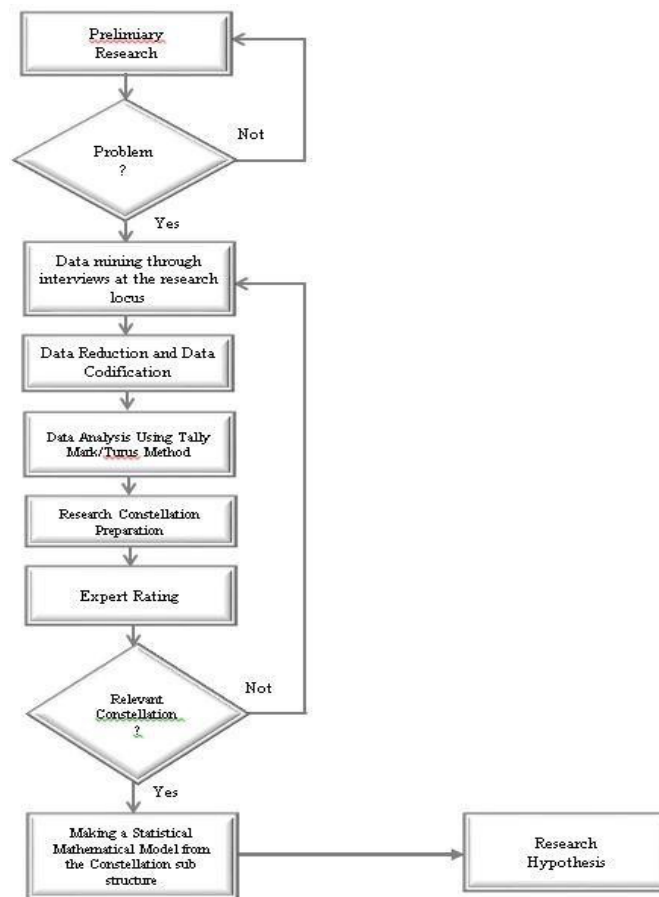 Prelimiary
Research
Not
Problem
?
Yes
Data mining through
interviews at the research
locus
Data Reduction and Data
Codification
Data Analysis Using Tally
Mark/Turus Method
Research Constellation
Preparation
Expert Rating
Not
Relevant
Constellation
?
Yes
Making a Statistical
Mathematical Model from
the Constellation sub
structure
Research
Hypothesis